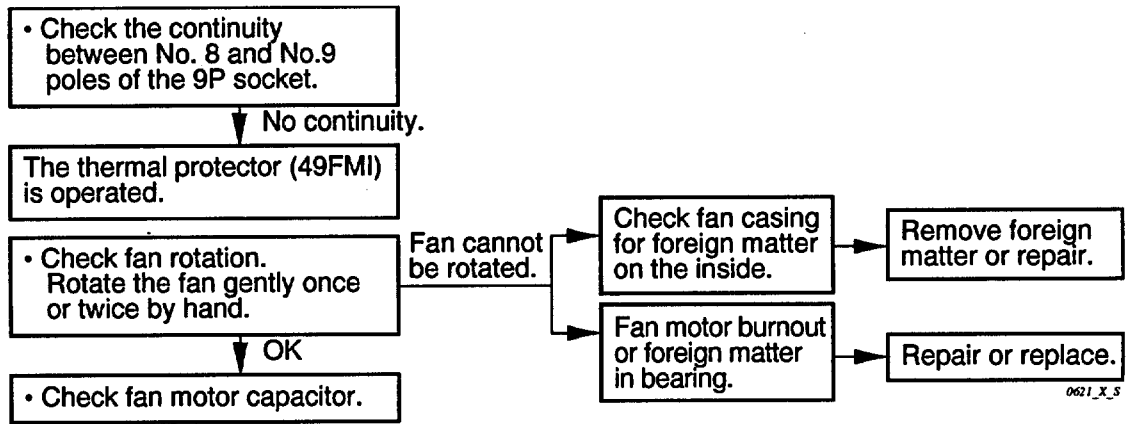 • Check the continuity
between No. 8 and No.9
poles of the 9P socket.
No continuity.
The thermal protector (49FMI)
is operated.
• Check fan rotation.
Rotate the fan gently once
or twice by hand.
Fan cannot
be rotated.
Check fan casing
for foreign matter
on the inside.
Remove foreign
matter or repair.
Fan motor burnout
or foreign matter
in bearing.
Repair or replace.
OK
• Check fan motor capacitor.
0621_X_S